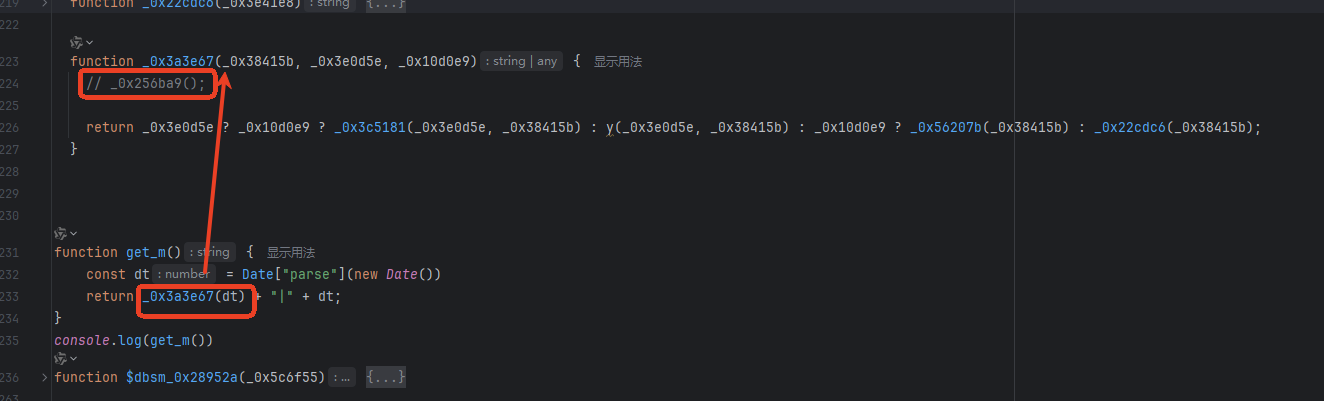 219 function _0x22cdc6(_0x3e41e8) : string {...}
222
223 function _0x3a3e67(_0x38415b, _0x3e0d5e, _0x10d0e9) : string | any { 显示用法
224 // _0x256ba9();
225
226 return _0x3e0d5e ? _0x10d0e9 ? _0x3c5181(_0x3e0d5e, _0x38415b) : y(_0x3e0d5e, _0x38415b) : _0x10d0e9 ? _0x56207b(_0x38415b) : _0x22cdc6(_0x38415b);
227 }
228
229
230
231 function get_m() : string { 显示用法
232 const dt : number = Date["parse"](new Date())
233 return _0x3a3e67(dt) + "|" + dt;
234 }
235 console.log(get_m())
236 function $dbsm_0x28952a(_0x5c6f55) : ... {...}
263